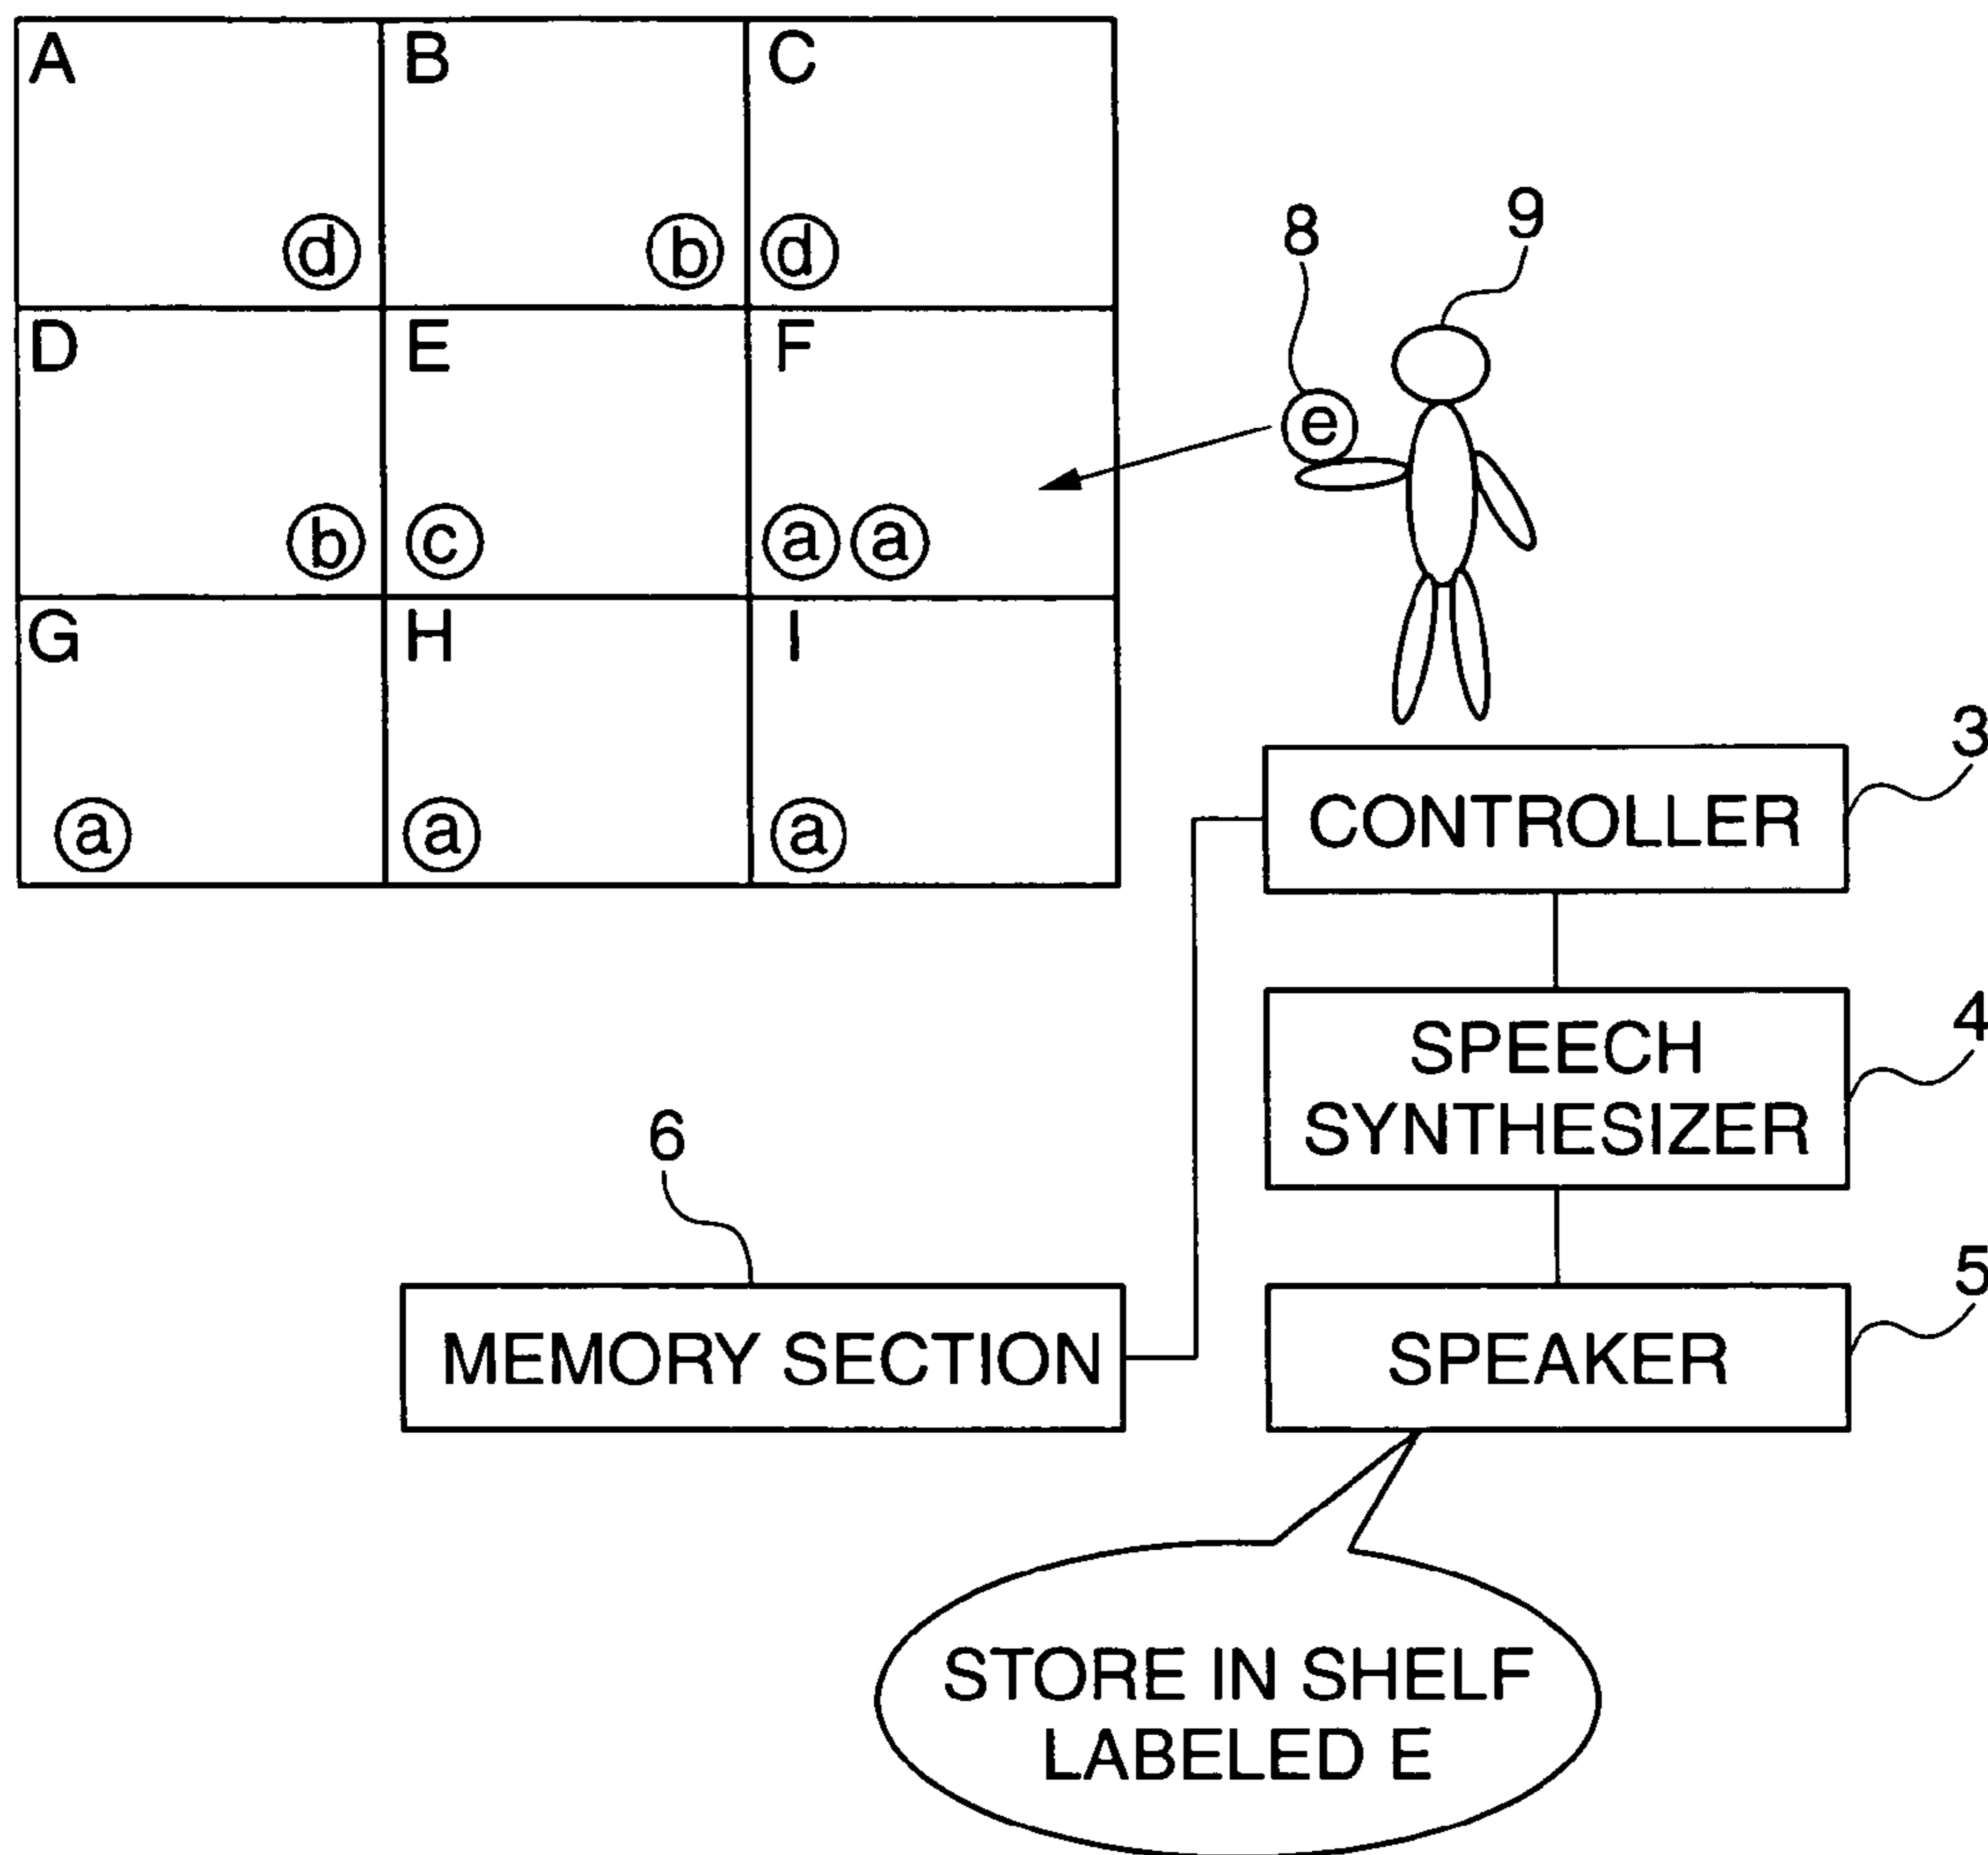 A B C
d b d
8 9
D E F
e
b c a a
G H I
3
a a a
CONTROLLER
4
SPEECH
SYNTHESIZER
6
5
MEMORY SECTION
SPEAKER
STORE IN SHELF
LABELED E